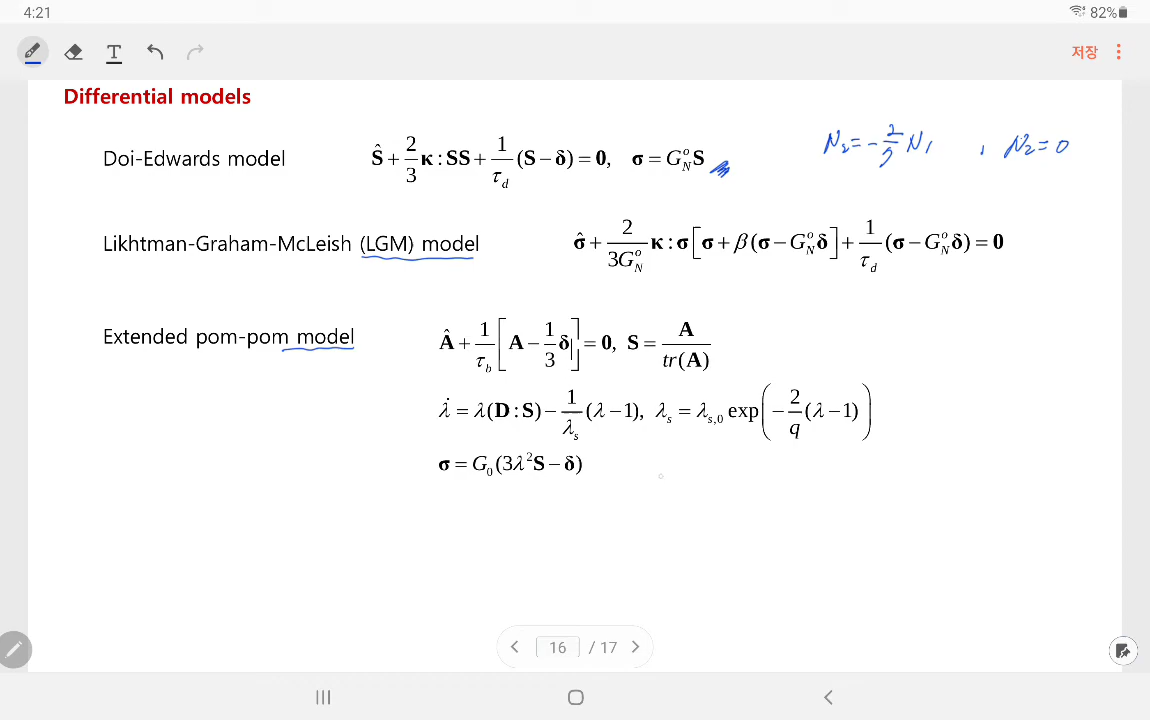 4:21 82%
T 저장
Differential models
Doi-Edwards model Ŝ + 2/3 κ : SS + 1/τ_d (S − δ) = 0, σ = G_N^o S N₂ = −2/5 N₁ , N₂ = 0
Likhtman-Graham-McLeish (LGM) model σ̂ + 2/(3G_N^o) κ : σ[σ + β(σ − G_N^o δ)] + 1/τ_d (σ − G_N^o δ) = 0
Extended pom-pom model Â + 1/τ_b [A − 1/3 δ] = 0, S = A/tr(A)
λ̇ = λ(D : S) − 1/λ_s (λ − 1), λ_s = λ_{s,0} exp(−2/q (λ − 1))
σ = G₀(3λ²S − δ)
16 / 17